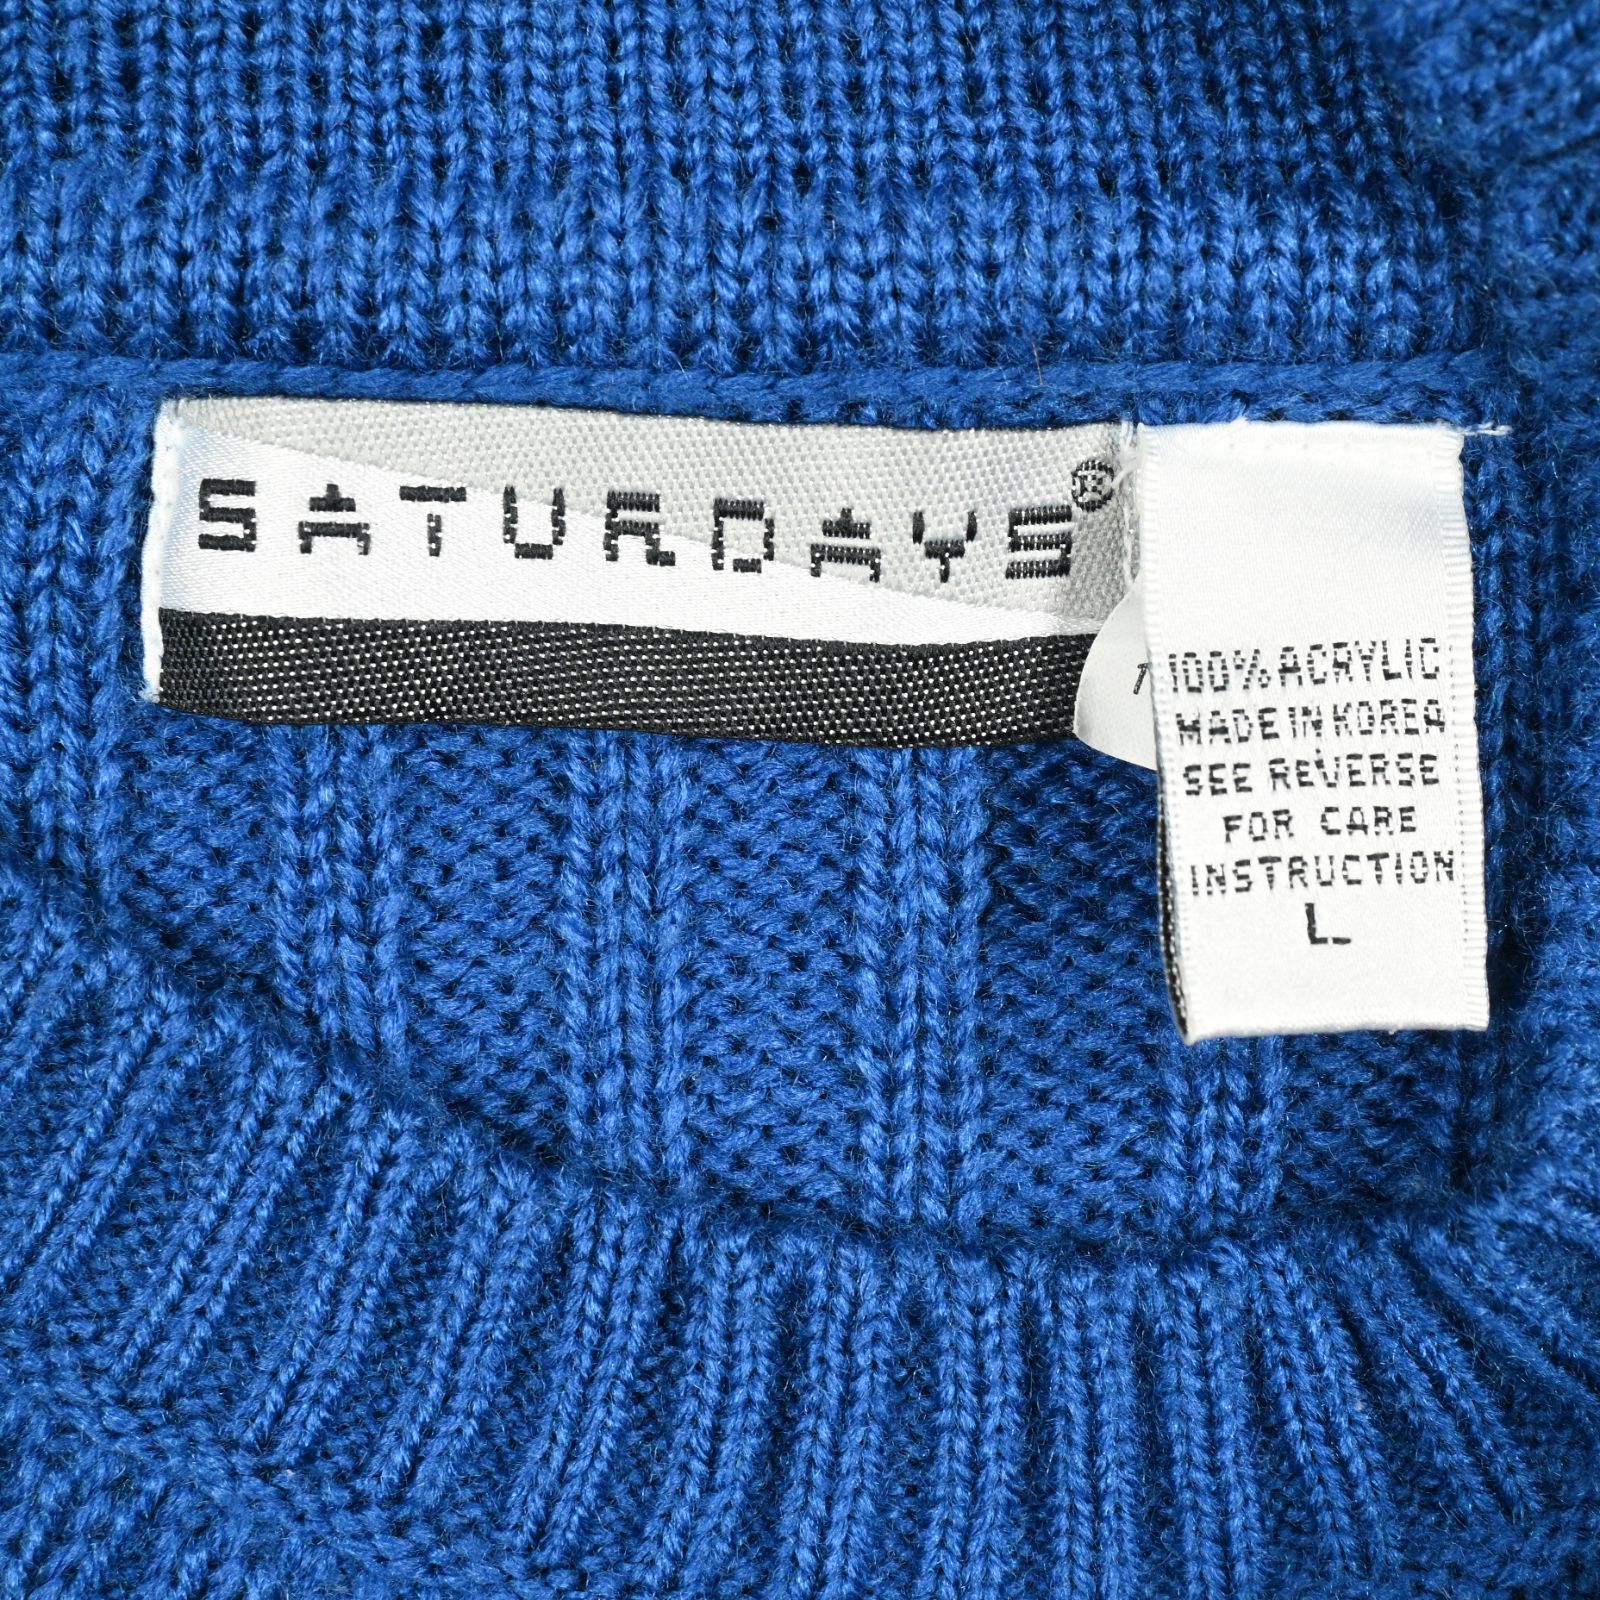 SATURDAYS®
100% ACRYLIC
MADE IN KOREA
SEE REVERSE
FOR CARE
INSTRUCTION
L